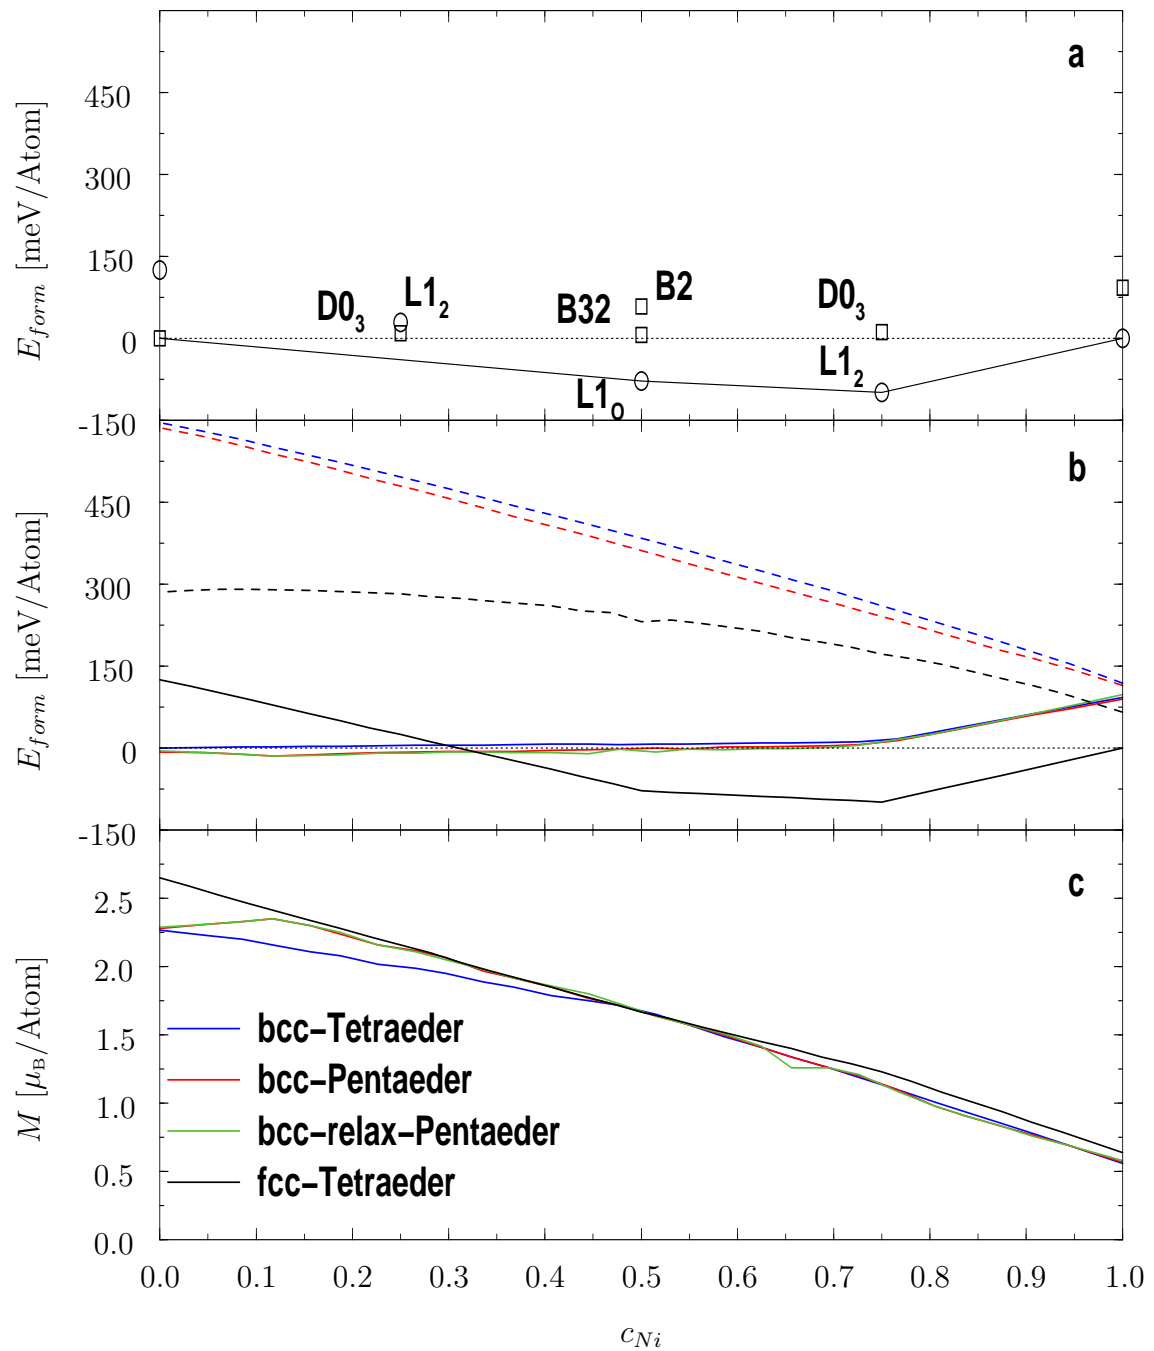 a
450
300
150
0
-150
E_form [meV/Atom]
D0_3
L1_2
B32
B2
D0_3
L1_2
L1_O
b
450
300
150
0
-150
E_form [meV/Atom]
c
2.5
2.0
1.5
1.0
0.5
0.0
M [μ_B/Atom]
bcc–Tetraeder
bcc–Pentaeder
bcc–relax–Pentaeder
fcc–Tetraeder
0.0 0.1 0.2 0.3 0.4 0.5 0.6 0.7 0.8 0.9 1.0
c_Ni